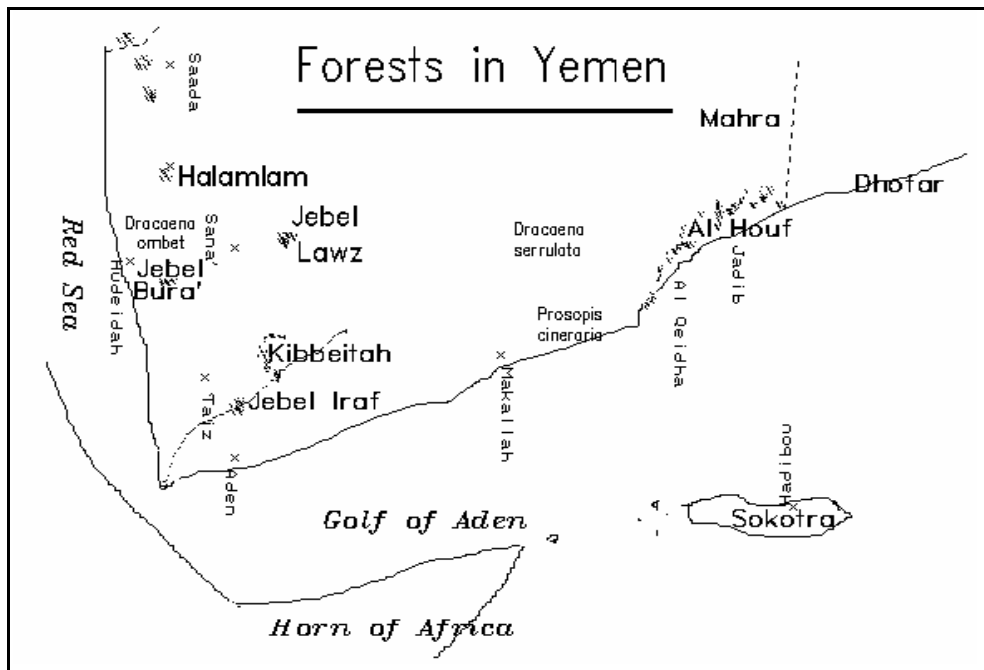 Forests in Yemen
Saada
Mahra
Halamlam
Dhofar
Red Sea
Dracaena
ombet
Sana'
Jebel
Lawz
Dracaena
serrulata
Al Houf
Jadib
Hudeidah
Jebel
Bura'
Al Qeidha
Prosopis
cineraria
Kibbeitah
Makallah
Taiz
Jebel Iraf
Aden
Hadibou
Golf of Aden
Sokotra
Horn of Africa